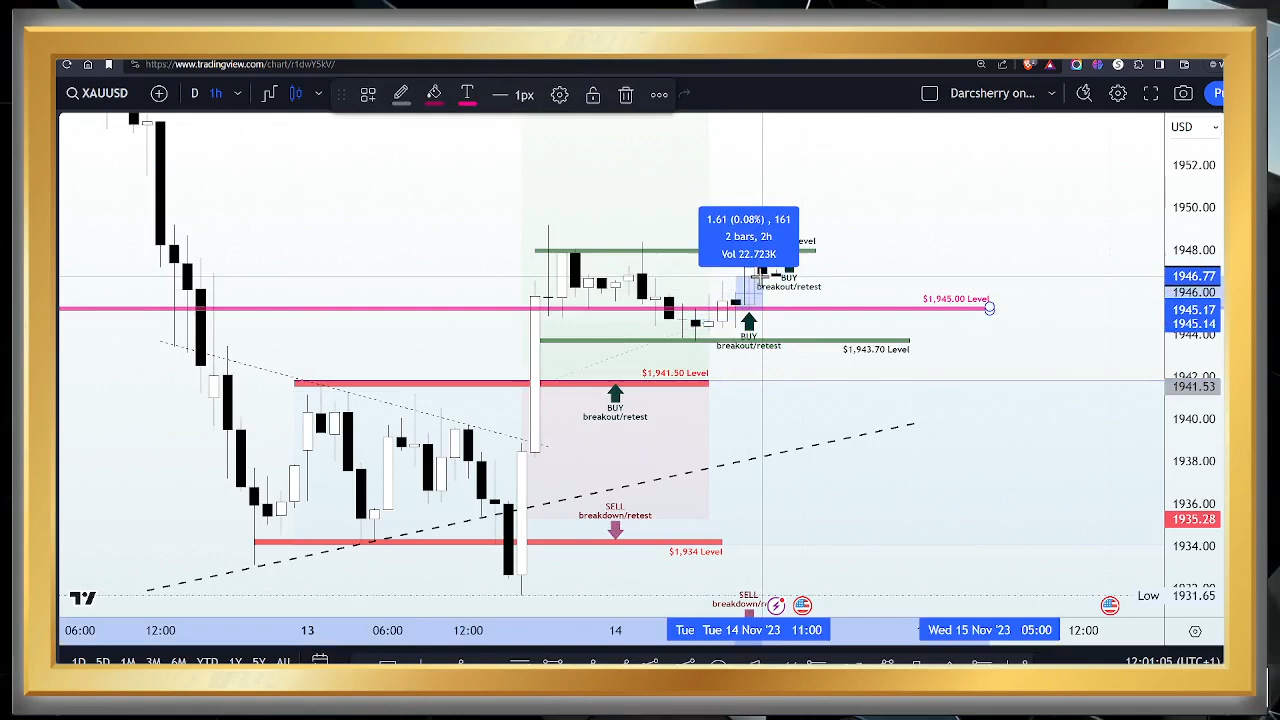 https://www.tradingview.com/chart/r1dwY5kV/
XAUUSD
D
1h
T
1px
Darcsherry on...
USD
1952.00
1950.00
1948.00
1946.77
1946.00
1945.17
1945.14
1944.00
1942.00
1941.53
1940.00
1938.00
1936.00
1935.28
1934.00
1931.65
Low
1.61 (0.08%) , 161
2 bars, 2h
Vol 22.723K
BUY
breakout/retest
$1,945.00 Level
BUY
breakout/retest
$1,943.70 Level
$1,941.50 Level
BUY
breakout/retest
SELL
breakdown/retest
$1,934 Level
SELL
06:00
12:00
13
06:00
12:00
14
Tue
Tue 14 Nov '23 11:00
Wed 15 Nov '23 05:00
12:00
1D 5D 1M 3M 6M YTD 1Y 5Y All
12:01:05 (UTC+1)